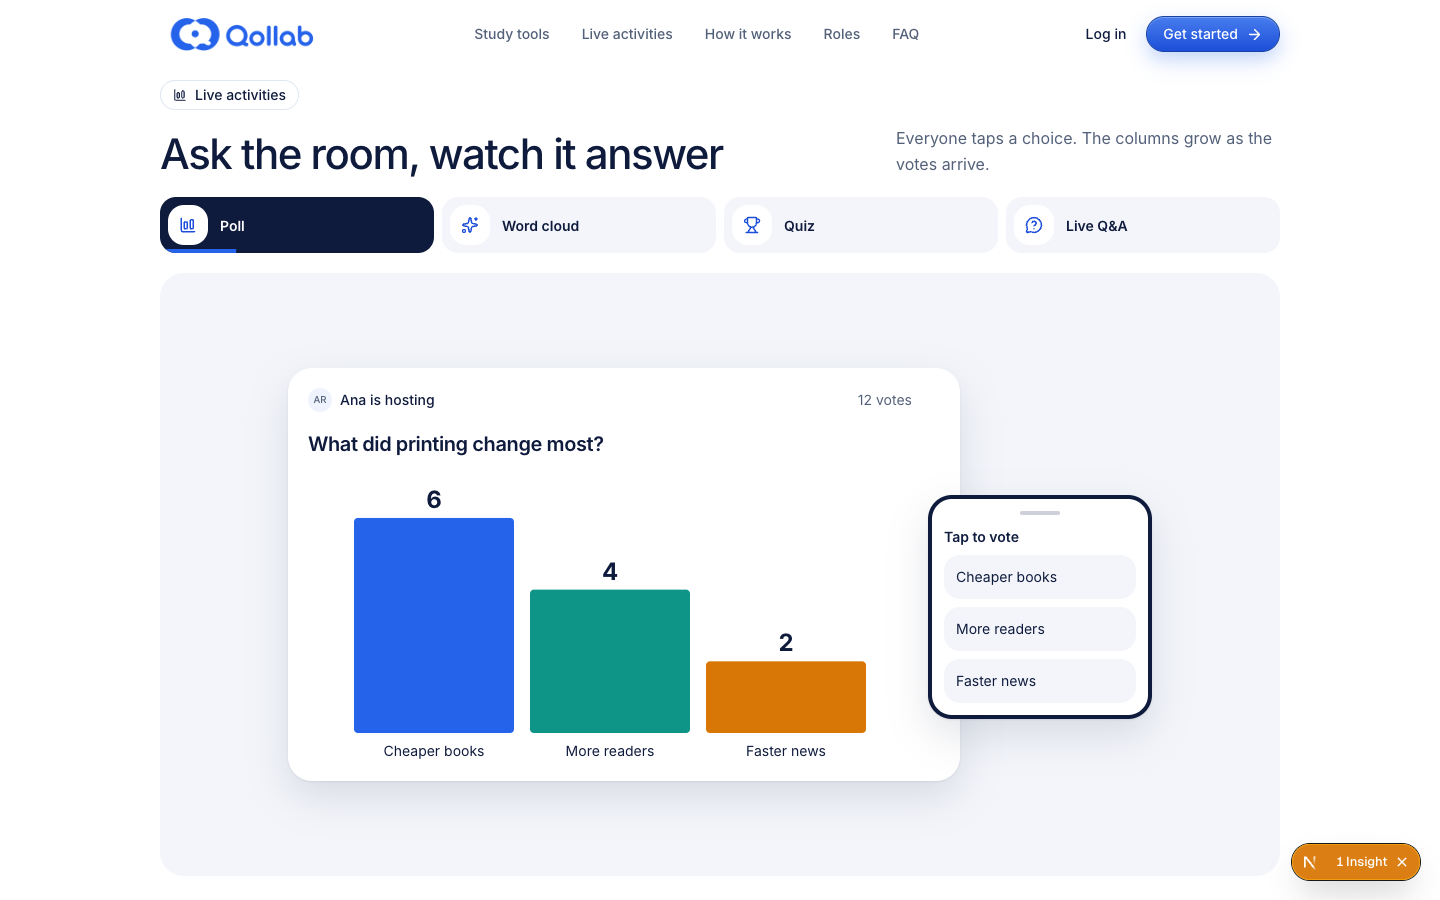 Qollab
Study tools
Live activities
How it works
Roles
FAQ
Log in
Get started
Live activities
Ask the room, watch it answer
Everyone taps a choice. The columns grow as the
votes arrive.
Poll
Word cloud
Quiz
Live Q&A
AR
Ana is hosting
12 votes
What did printing change most?
6
4
2
Cheaper books
More readers
Faster news
Tap to vote
Cheaper books
More readers
Faster news
N
1 Insight